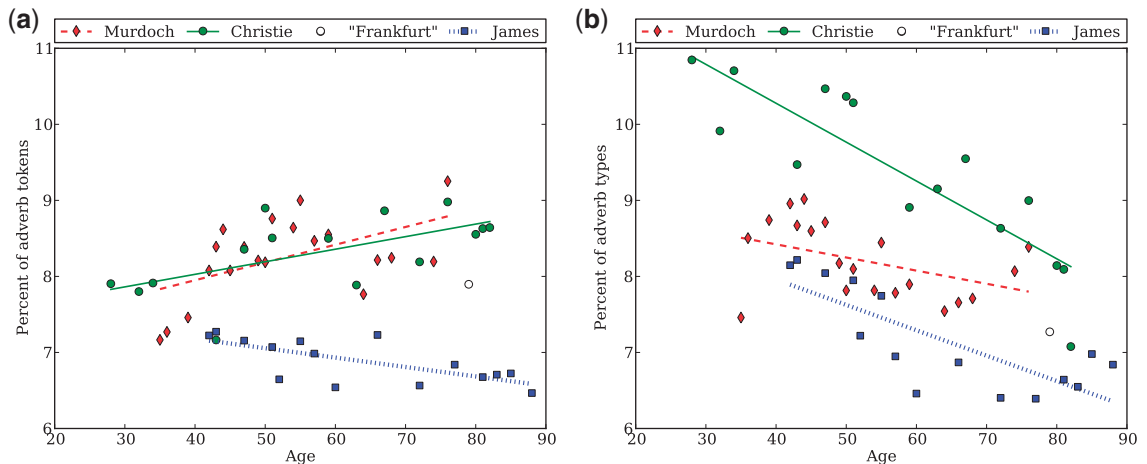 (a)
Murdoch Christie "Frankfurt" James
11
10
9
8
7
6
20 30 40 50 60 70 80 90
Percent of adverb tokens
Age
(b)
Murdoch Christie "Frankfurt" James
11
10
9
8
7
6
20 30 40 50 60 70 80 90
Percent of adverb types
Age